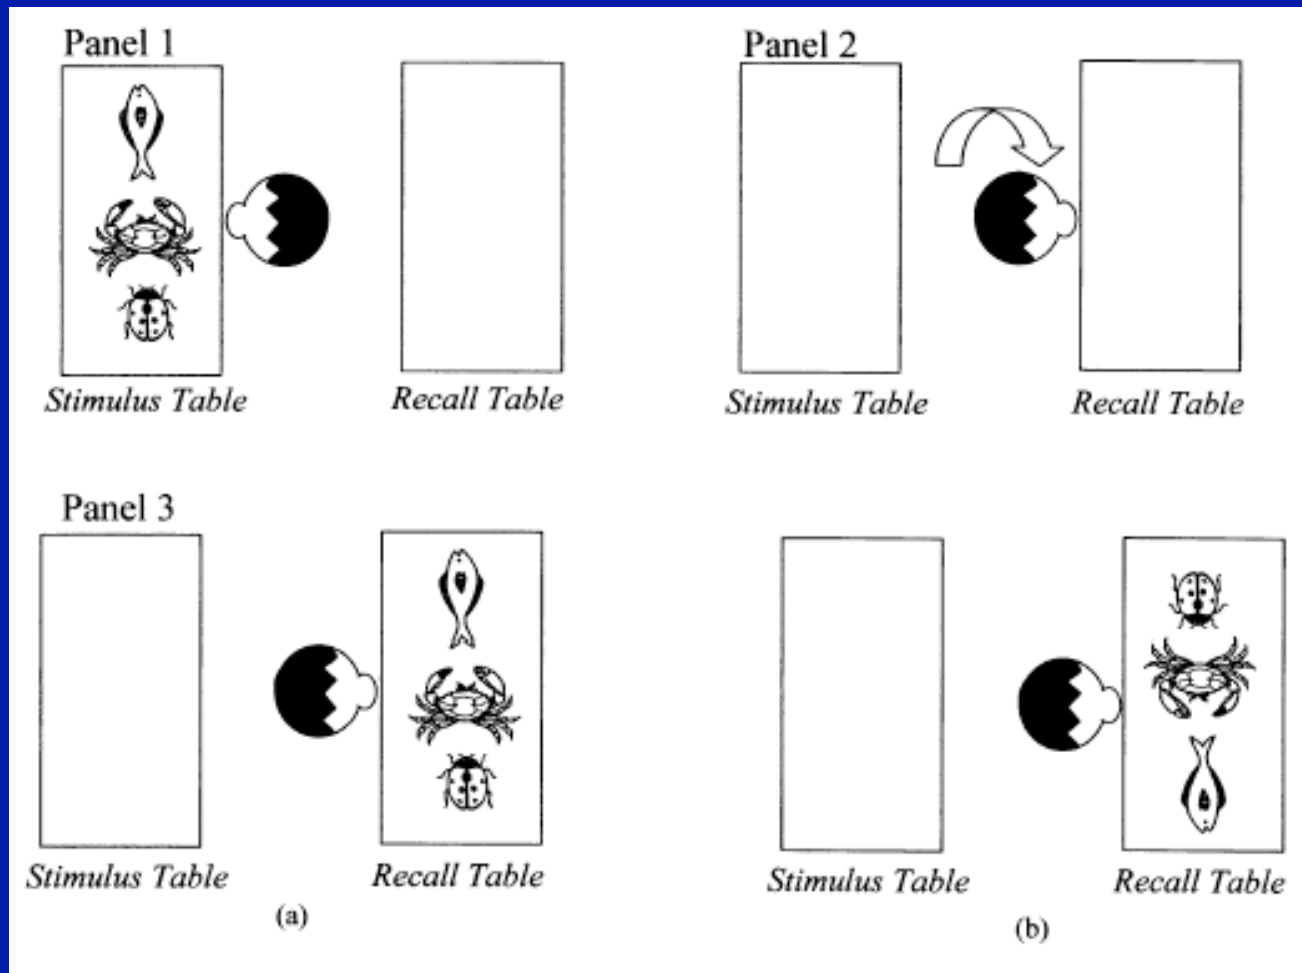 Panel 1
Panel 2
Stimulus Table
Recall Table
Stimulus Table
Recall Table
Panel 3
Stimulus Table
Recall Table
Stimulus Table
Recall Table
(a)
(b)